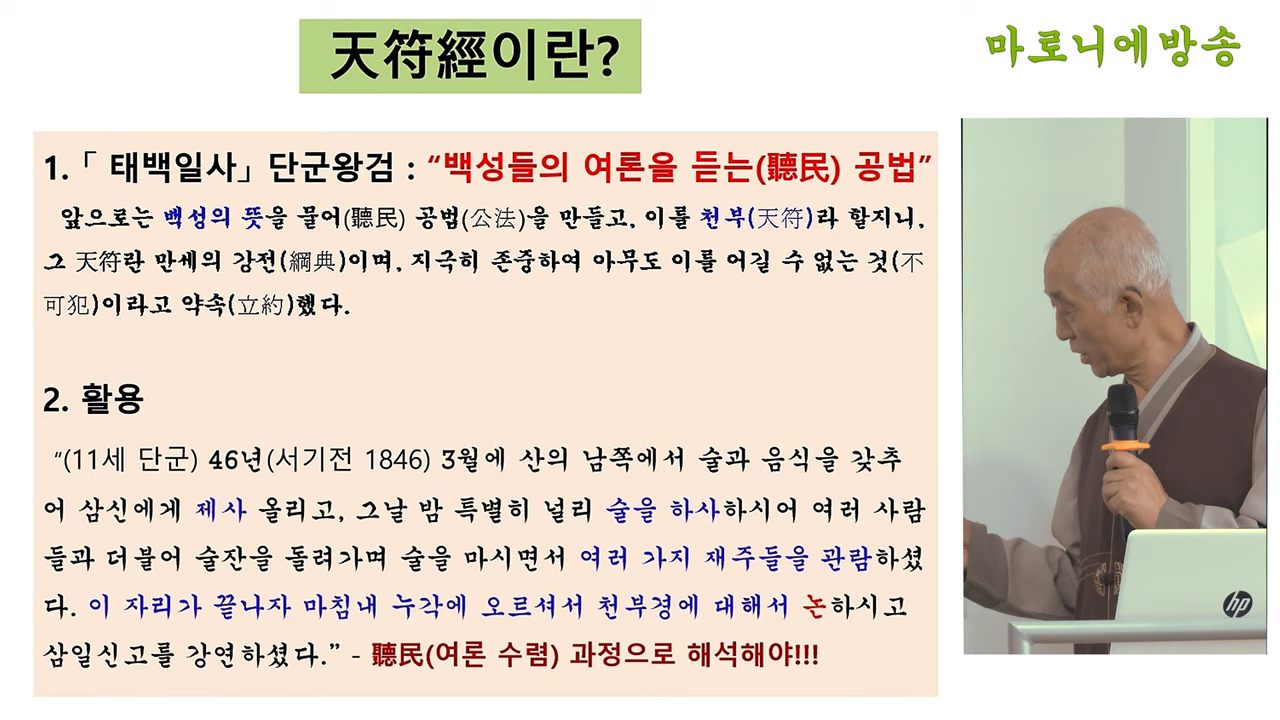 天符經이란?
마로니에방송
1.「 태백일사」 단군왕검 : “백성들의 여론을 듣는(聽民) 공법”
앞으로는 백성의 뜻을 물어(聽民) 공법(公法)을 만들고, 이를 천부(天符)라 할지니,
그 天符란 만세의 강전(綱典)이며, 지극히 존중하여 아무도 이를 어길 수 없는 것(不
可犯)이라고 약속(立約)했다.
2. 활용
“(11세 단군) 46년(서기전 1846) 3월에 산의 남쪽에서 술과 음식을 갖추
어 삼신에게 제사 올리고, 그날 밤 특별히 널리 술을 하사하시어 여러 사람
들과 더불어 술잔을 돌려가며 술을 마시면서 여러 가지 재주들을 관람하셨
다. 이 자리가 끝나자 마침내 누각에 오르셔서 천부경에 대해서 논하시고
삼일신고를 강연하셨다.” - 聽民(여론 수렴) 과정으로 해석해야!!!
hp